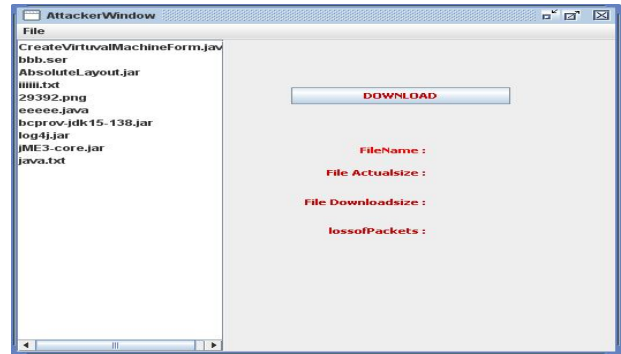 AttackerWindow
File
CreateVirtuvalMachineForm.jav
bbb.ser
AbsoluteLayout.jar
iiiiii.txt
29392.png
eeeee.java
bcprov-jdk15-138.jar
log4j.jar
jME3-core.jar
java.txt
DOWNLOAD
FileName :
File Actualsize :
File Downloadsize :
lossofPackets :